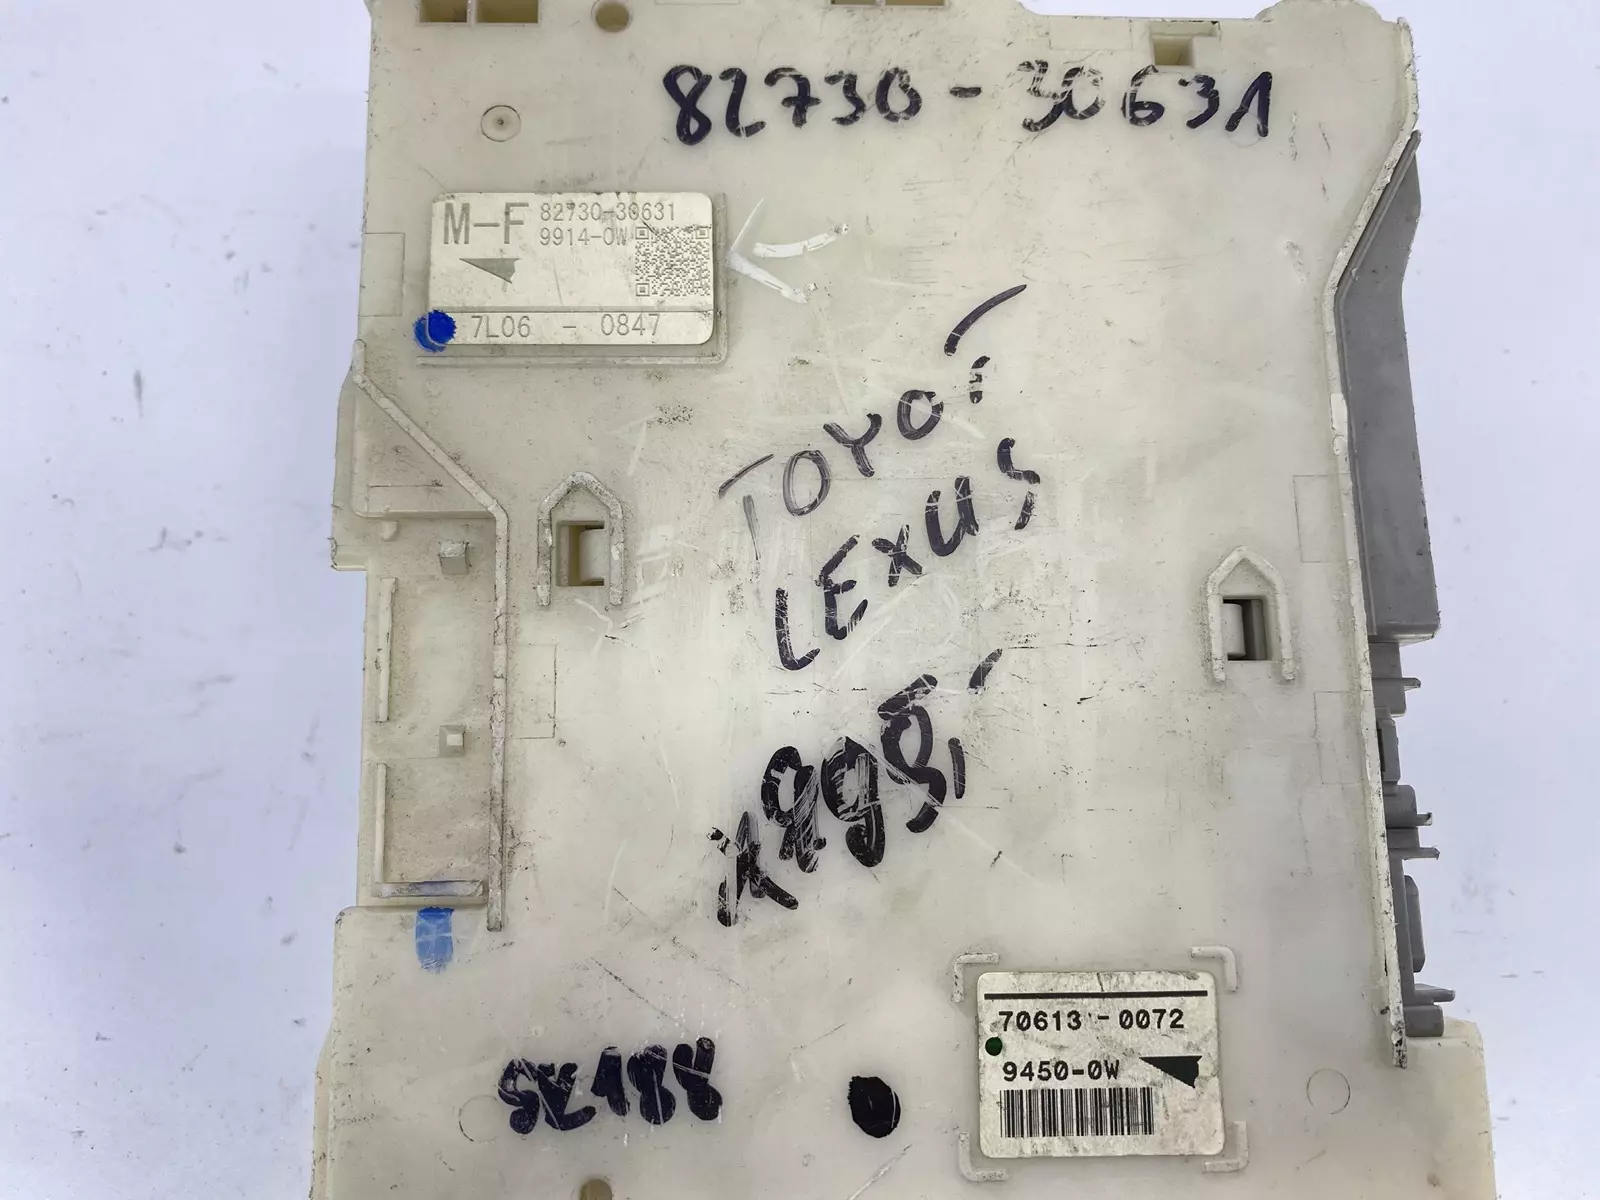 82730-30631
M-F 82730-30631
9914-0W
7L06 - 0847
TOYOT
LEXUS
70613-0072
9450-0W